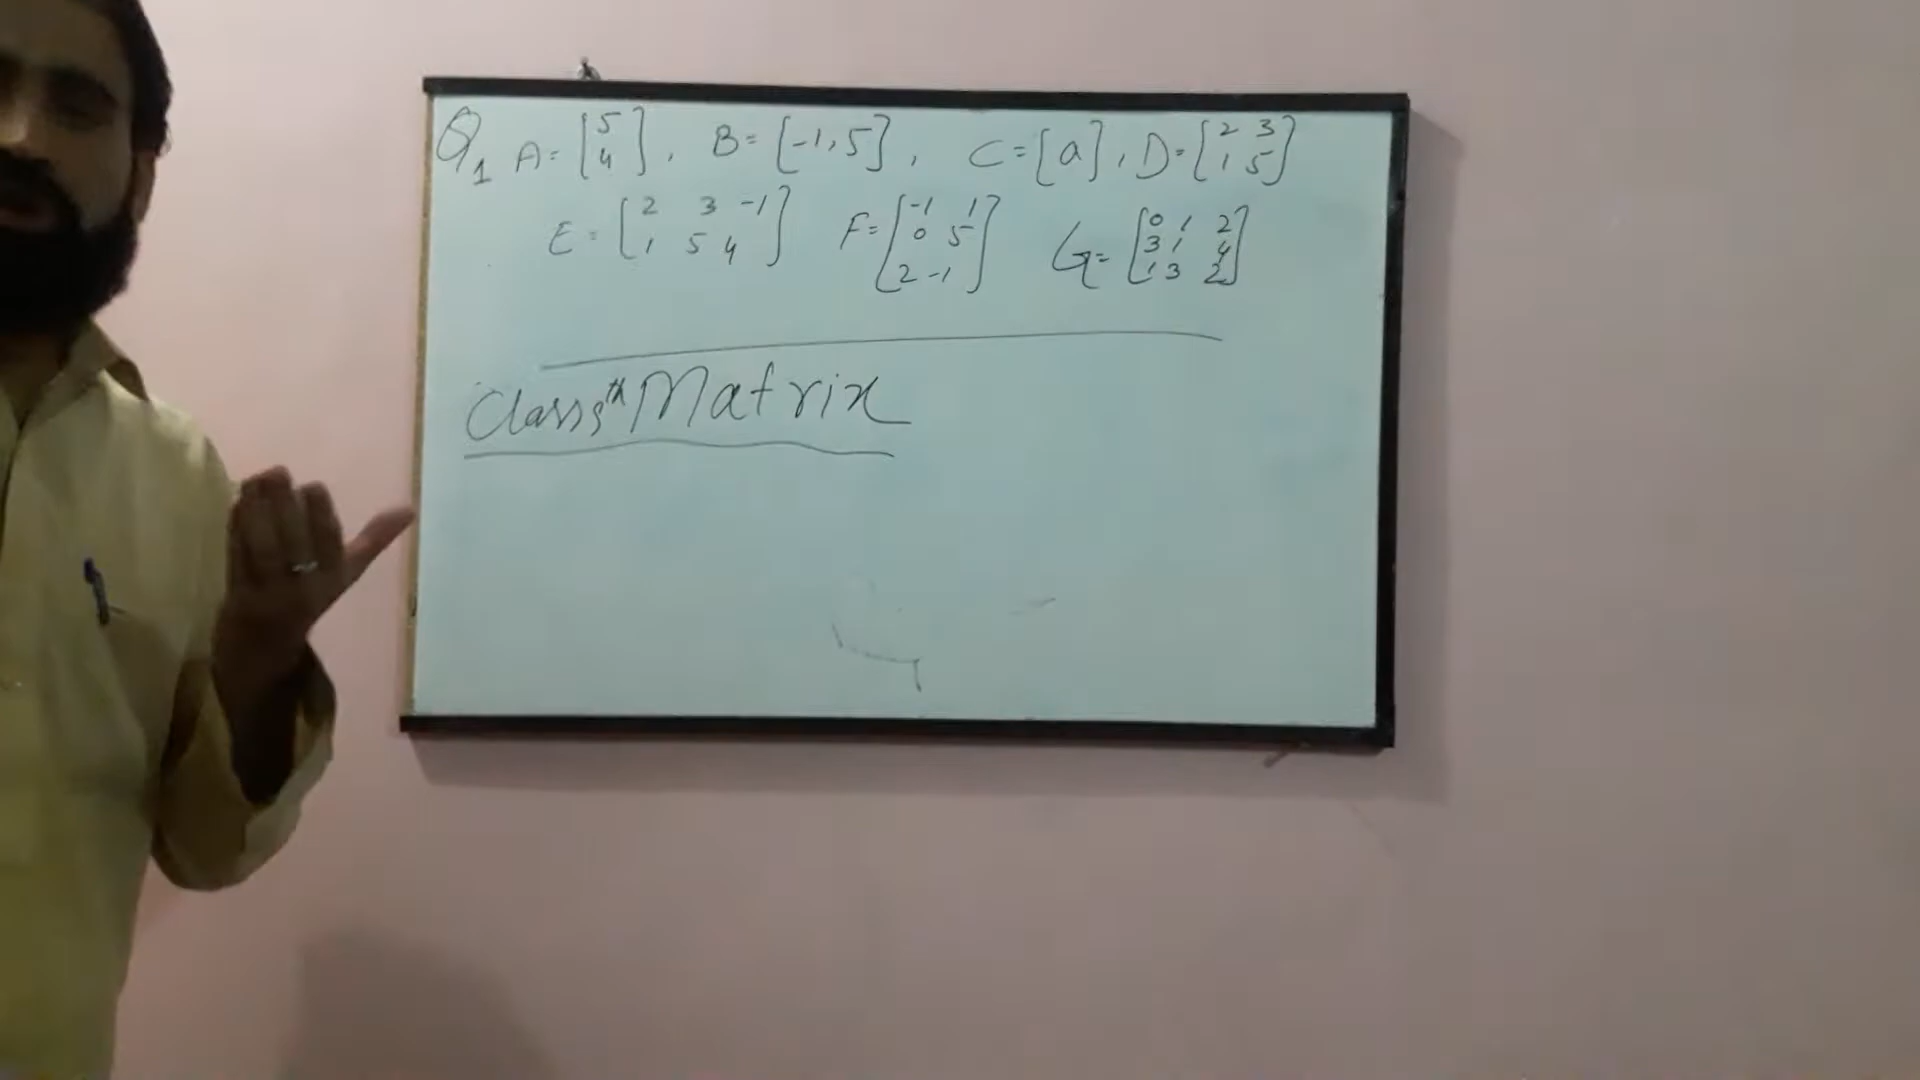 Q1 A = [5 4], B = [-1, 5], C = [a], D = [2 3 1 5]
E = [2 3 -1 1 5 4] F = [-1 1 0 5 2 -1] G = [0 1 2 3 1 4 1 3 2]
Class th Matrix